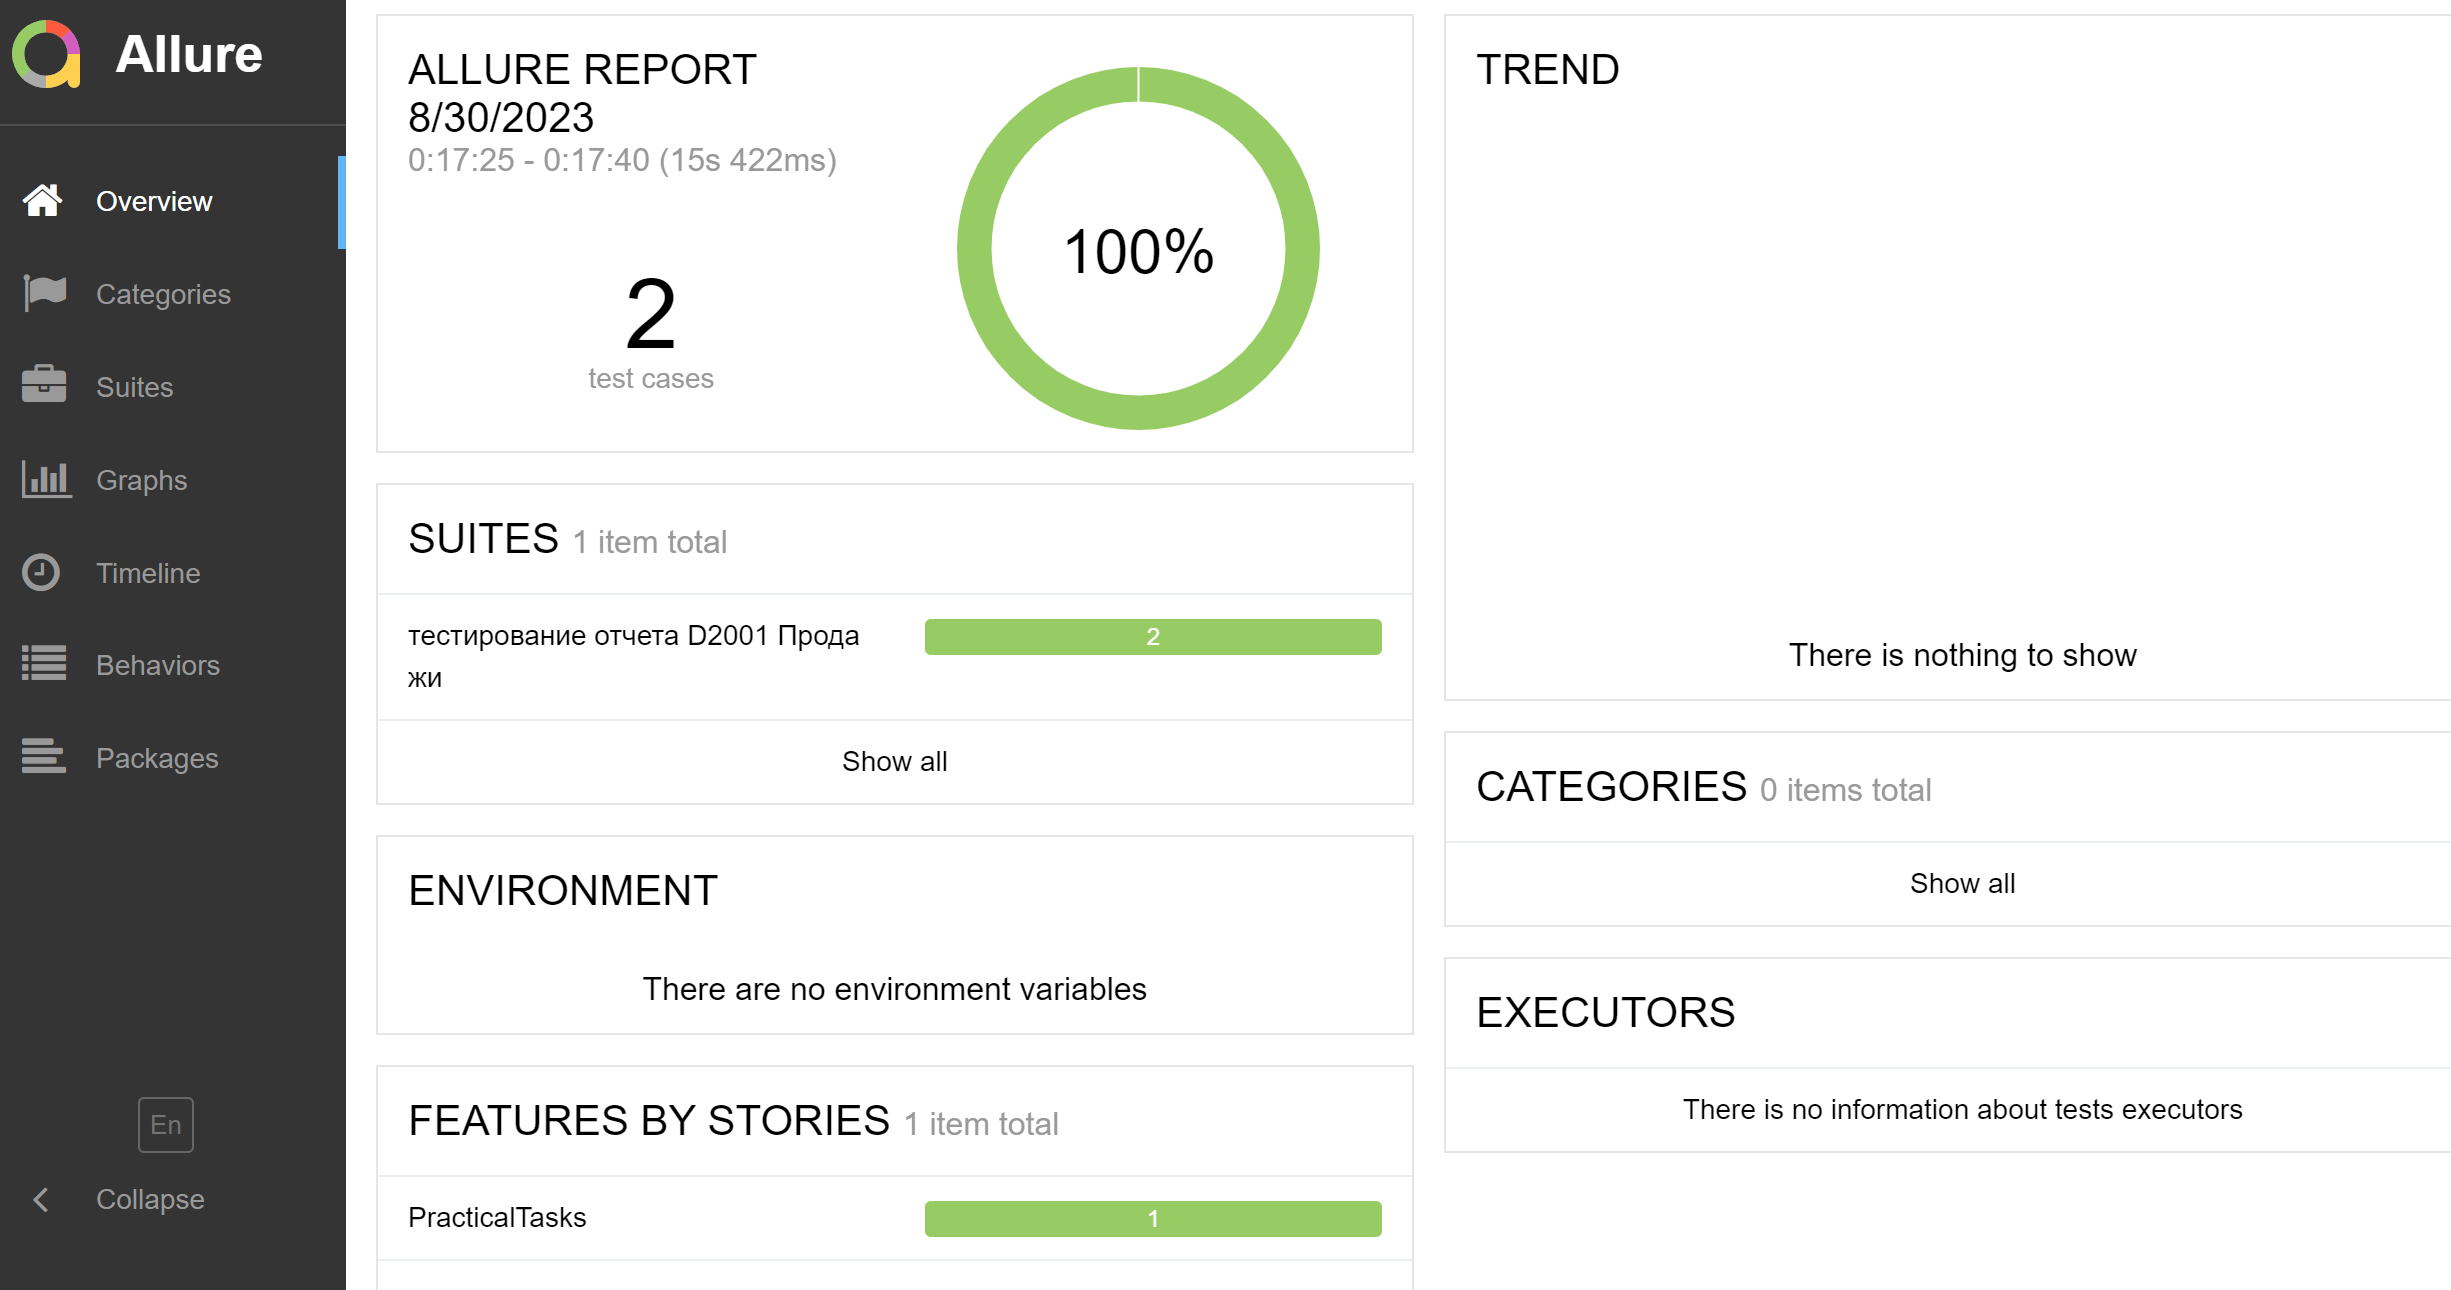 Allure
Overview
Categories
Suites
Graphs
Timeline
Behaviors
Packages
En
Collapse
ALLURE REPORT
8/30/2023
0:17:25 - 0:17:40 (15s 422ms)
2
test cases
100%
SUITES 1 item total
тестирование отчета D2001 Прода
жи
2
Show all
ENVIRONMENT
There are no environment variables
FEATURES BY STORIES 1 item total
PracticalTasks
1
TREND
There is nothing to show
CATEGORIES 0 items total
Show all
EXECUTORS
There is no information about tests executors